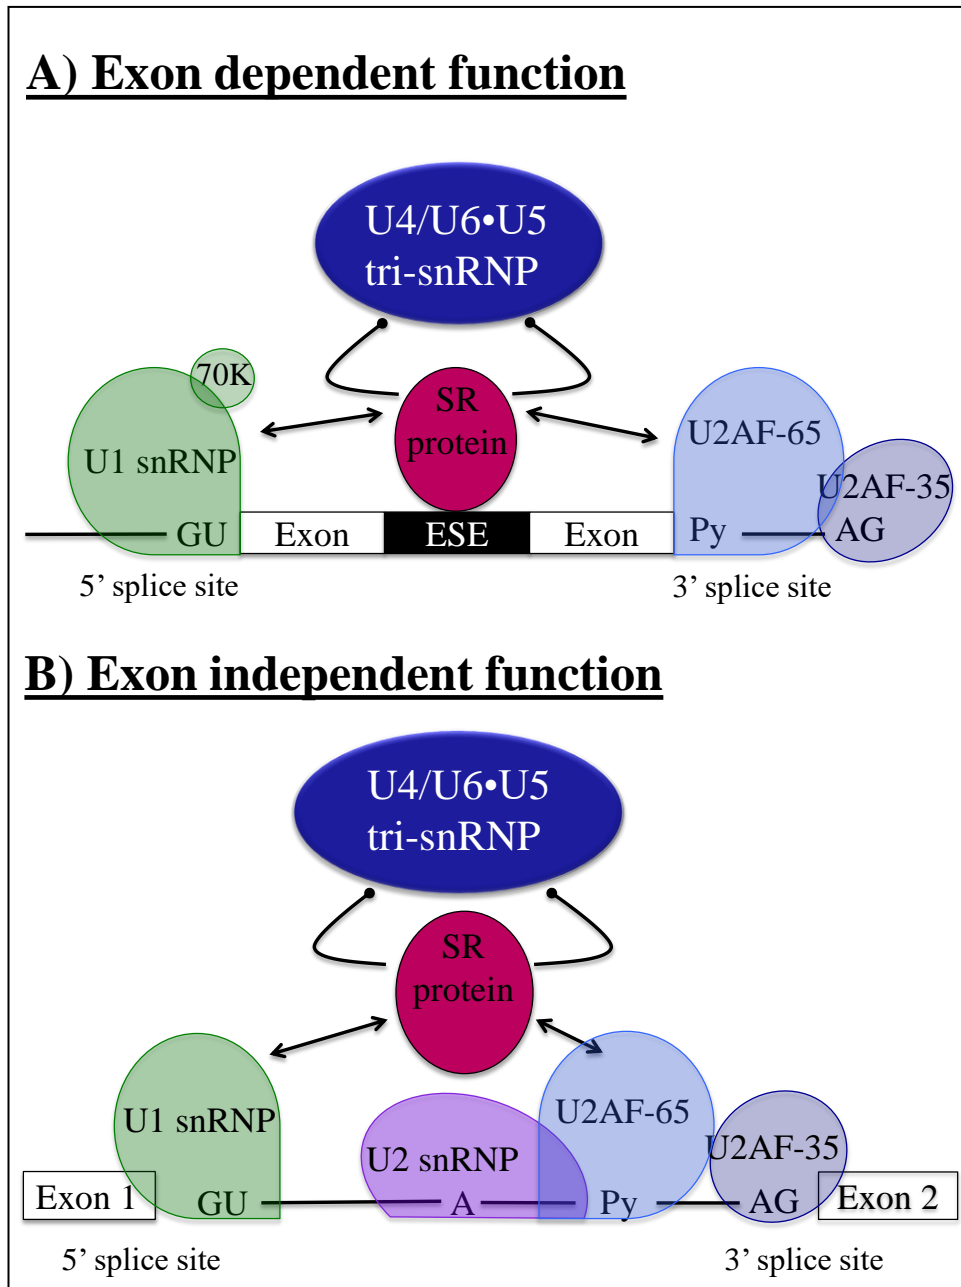 A) Exon dependent function
U4/U6•U5
tri-snRNP
70K
SR
protein
U1 snRNP
U2AF-65
U2AF-35
GU
Exon
ESE
Exon
Py
AG
5’ splice site
3’ splice site
B) Exon independent function
U4/U6•U5
tri-snRNP
SR
protein
U1 snRNP
U2 snRNP
U2AF-65
U2AF-35
Exon 1
GU
A
Py
AG
Exon 2
5’ splice site
3’ splice site